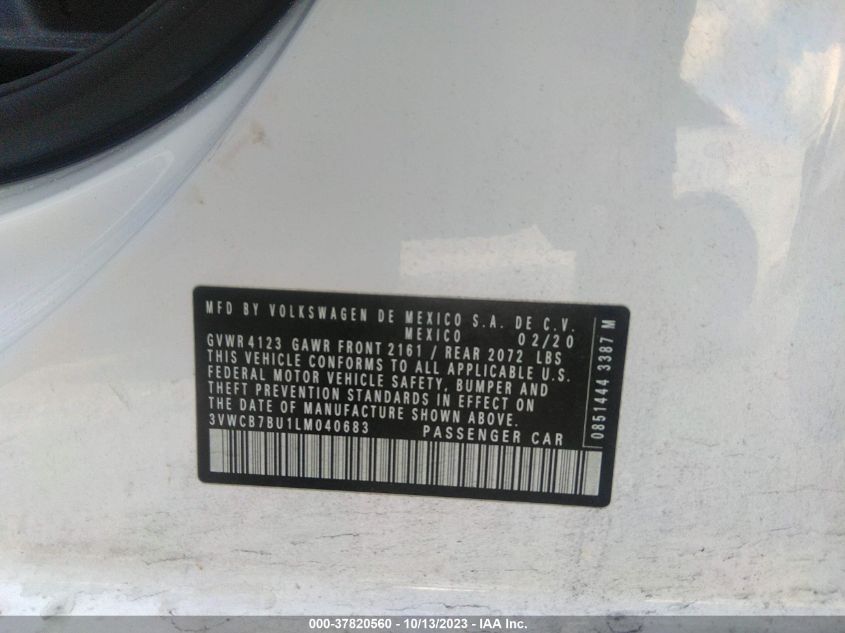 MFD BY VOLKSWAGEN DE MEXICO S.A. DE C.V.
MEXICO 02/20
GVWR 4123 GAWR FRONT 2161 / REAR 2072 LBS
THIS VEHICLE CONFORMS TO ALL APPLICABLE U.S.
FEDERAL MOTOR VEHICLE SAFETY, BUMPER AND
THEFT PREVENTION STANDARDS IN EFFECT ON
THE DATE OF MANUFACTURE SHOWN ABOVE.
3VWCB7BU1LM040683 PASSENGER CAR
0851444 3387 M
000-37820560 - 10/13/2023 - IAA Inc.